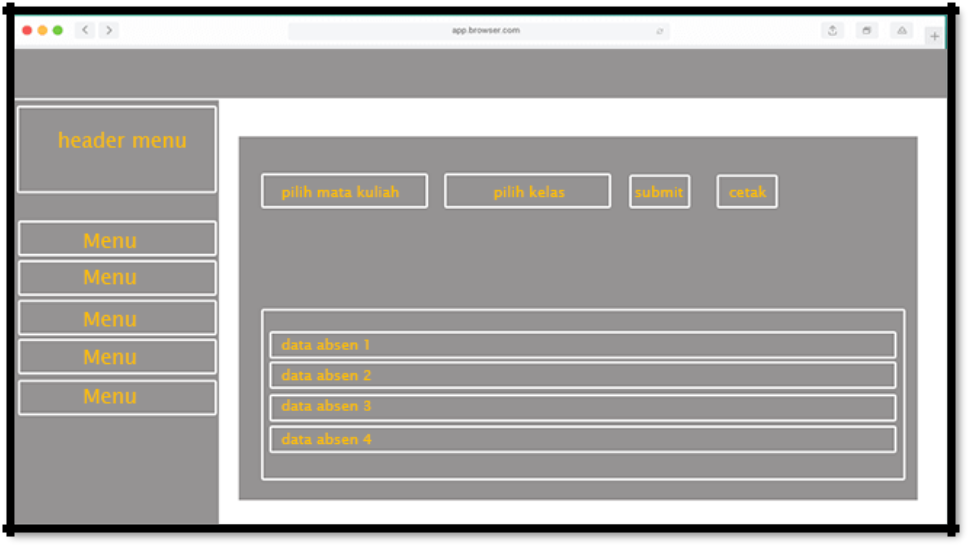 app.browser.com
header menu
Menu
Menu
Menu
Menu
Menu
pilih mata kuliah
pilih kelas
submit
cetak
data absen 1
data absen 2
data absen 3
data absen 4